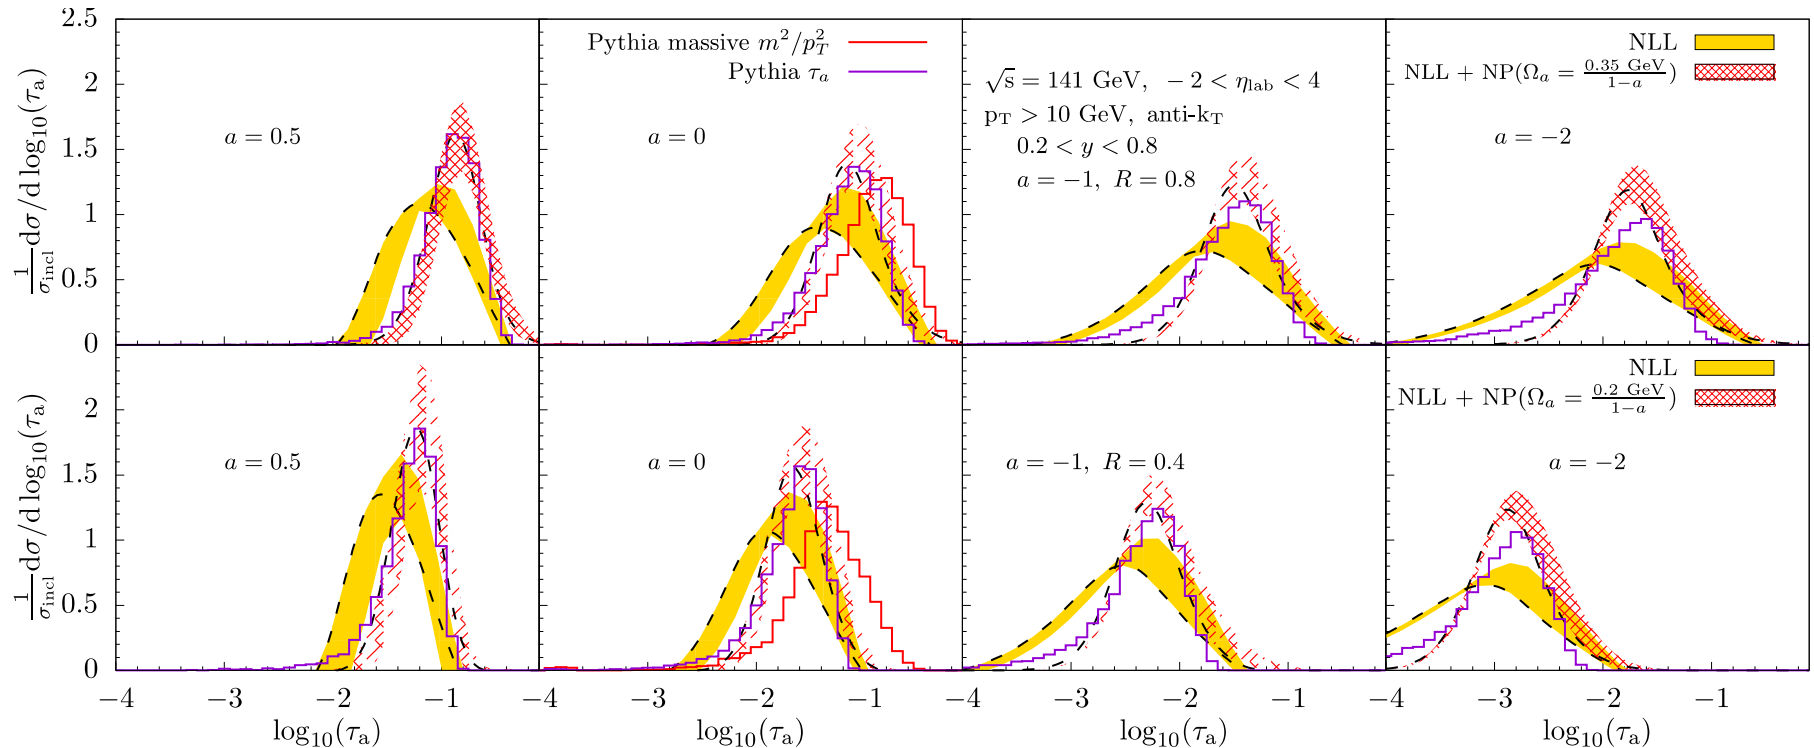 2.5
2
1.5
1
0.5
0
1/σ_incl dσ/d log₁₀(τ_a)
a = 0.5
Pythia massive m²/p_T²
Pythia τ_a
a = 0
√s = 141 GeV, −2 < η_lab < 4
p_T > 10 GeV, anti-k_T
0.2 < y < 0.8
a = −1, R = 0.8
NLL
NLL + NP(Ω_a = 0.35 GeV/1−a)
a = −2
2
1.5
1
0.5
0
1/σ_incl dσ/d log₁₀(τ_a)
a = 0.5
a = 0
a = −1, R = 0.4
NLL
NLL + NP(Ω_a = 0.2 GeV/1−a)
a = −2
−4 −3 −2 −1 −4 −3 −2 −1 −4 −3 −2 −1 −4 −3 −2 −1
log₁₀(τ_a) log₁₀(τ_a) log₁₀(τ_a) log₁₀(τ_a)